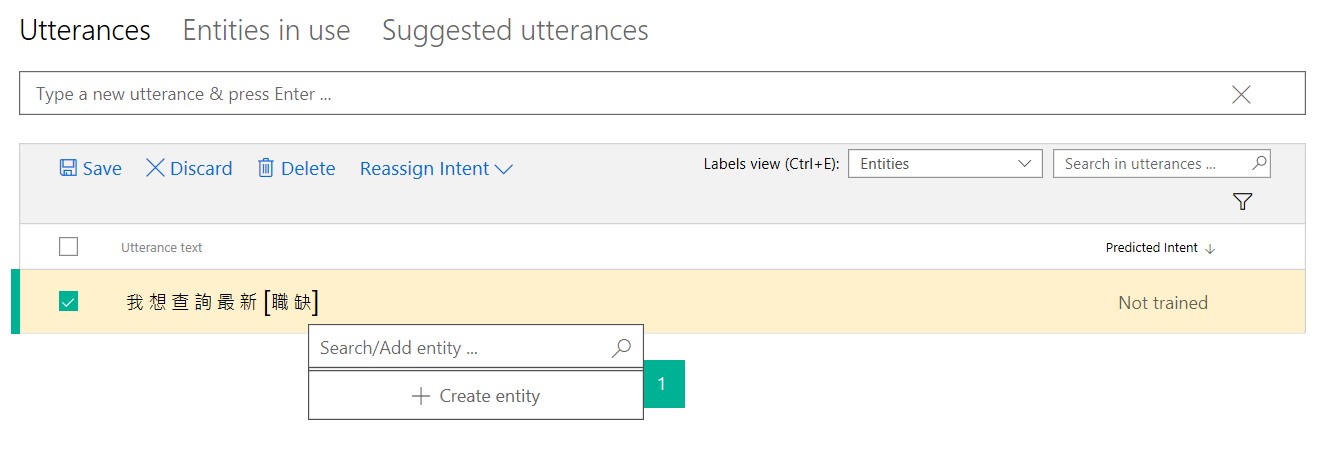 Utterances Entities in use Suggested utterances
Type a new utterance & press Enter ...
Save Discard Delete Reassign Intent Labels view (Ctrl+E): Entities Search in utterances ...
Utterance text Predicted Intent ↓
我 想 查 詢 最 新 [職 缺] Not trained
Search/Add entity ...
1
+ Create entity